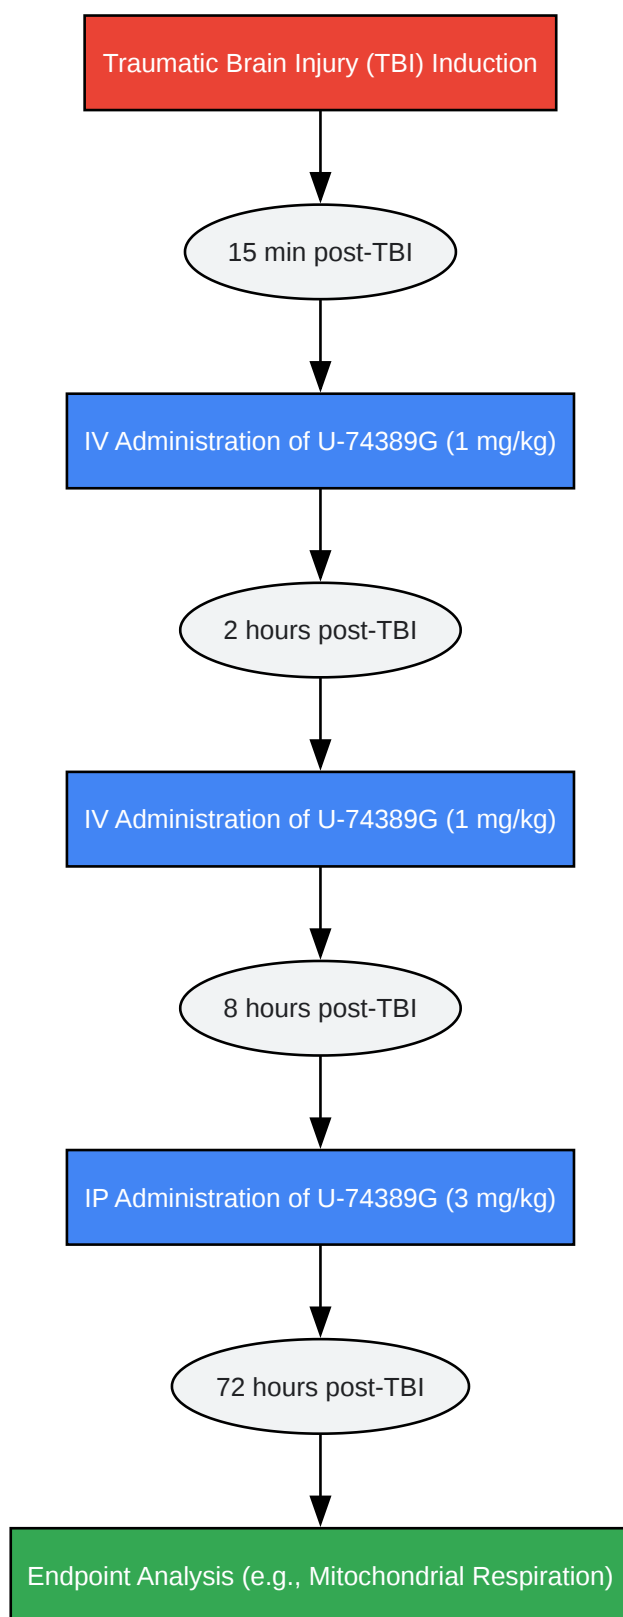 Traumatic Brain Injury (TBI) Induction
15 min post-TBI
IV Administration of U-74389G (1 mg/kg)
2 hours post-TBI
IV Administration of U-74389G (1 mg/kg)
8 hours post-TBI
IP Administration of U-74389G (3 mg/kg)
72 hours post-TBI
Endpoint Analysis (e.g., Mitochondrial Respiration)